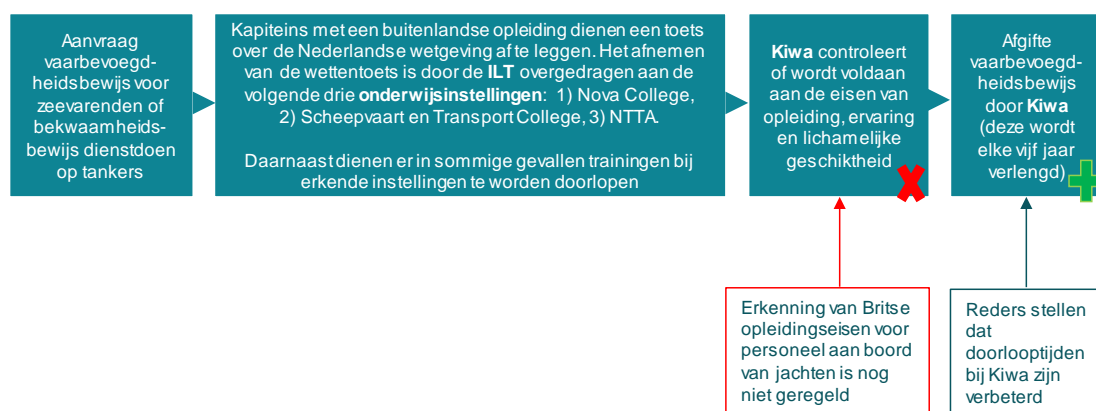 Aanvraag
vaarbevoegd-
heidsbewijs voor
zeevarenden of
bekwaamheids-
bewijs dienstdoen
op tankers
Kapiteins met een buitenlandse opleiding dienen een toets
over de Nederlandse wetgeving af te leggen. Het afnemen
van de wettentoets is door de ILT overgedragen aan de
volgende drie onderwijsinstellingen: 1) Nova College,
2) Scheepvaart en Transport College, 3) NTTA.
Daarnaast dienen er in sommige gevallen trainingen bij
erkende instellingen te worden doorlopen
Kiwa controleert
of wordt voldaan
aan de eisen van
opleiding, ervaring
en lichamelijke
geschiktheid
Afgifte
vaarbevoegd-
heidsbewijs
door Kiwa
(deze wordt
elke vijf jaar
verlengd)
Erkenning van Britse
opleidingseisen voor
personeel aan boord
van jachten is nog
niet geregeld
Reders stellen
dat
doorlooptijden
bij Kiwa zijn
verbeterd